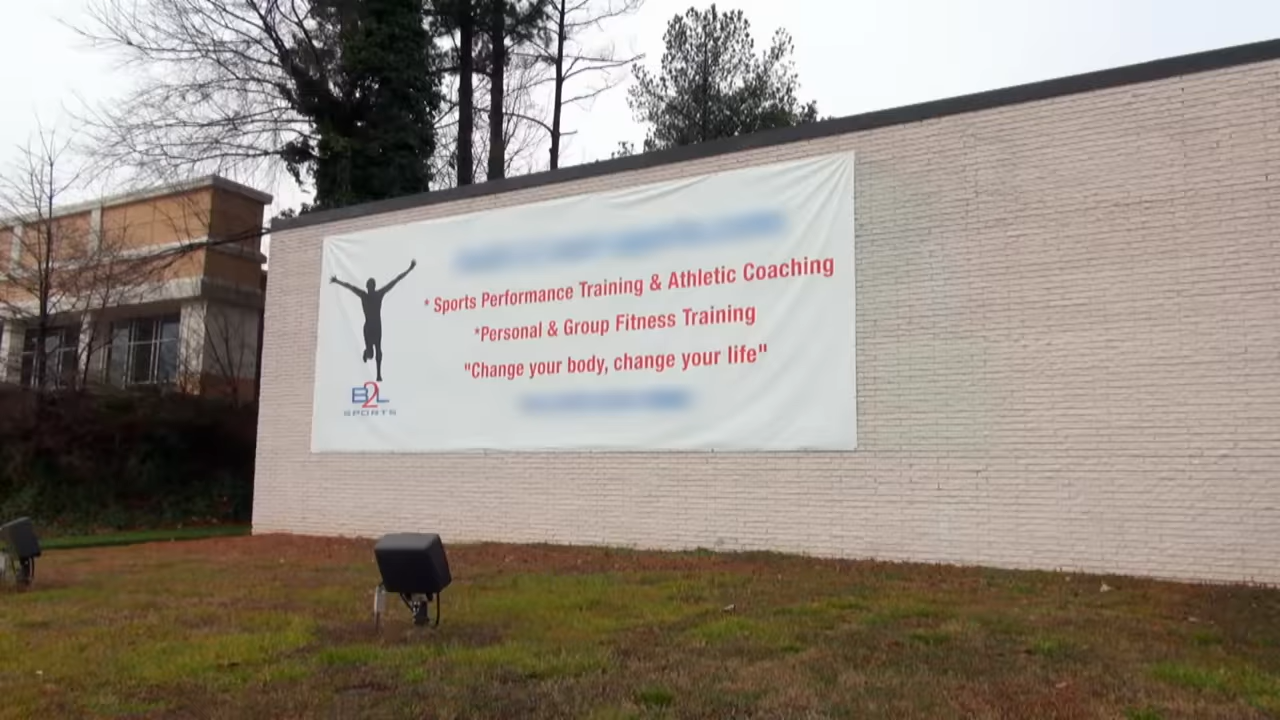 * Sports Performance Training & Athletic Coaching
*Personal & Group Fitness Training
"Change your body, change your life"
B2L
SPORTS